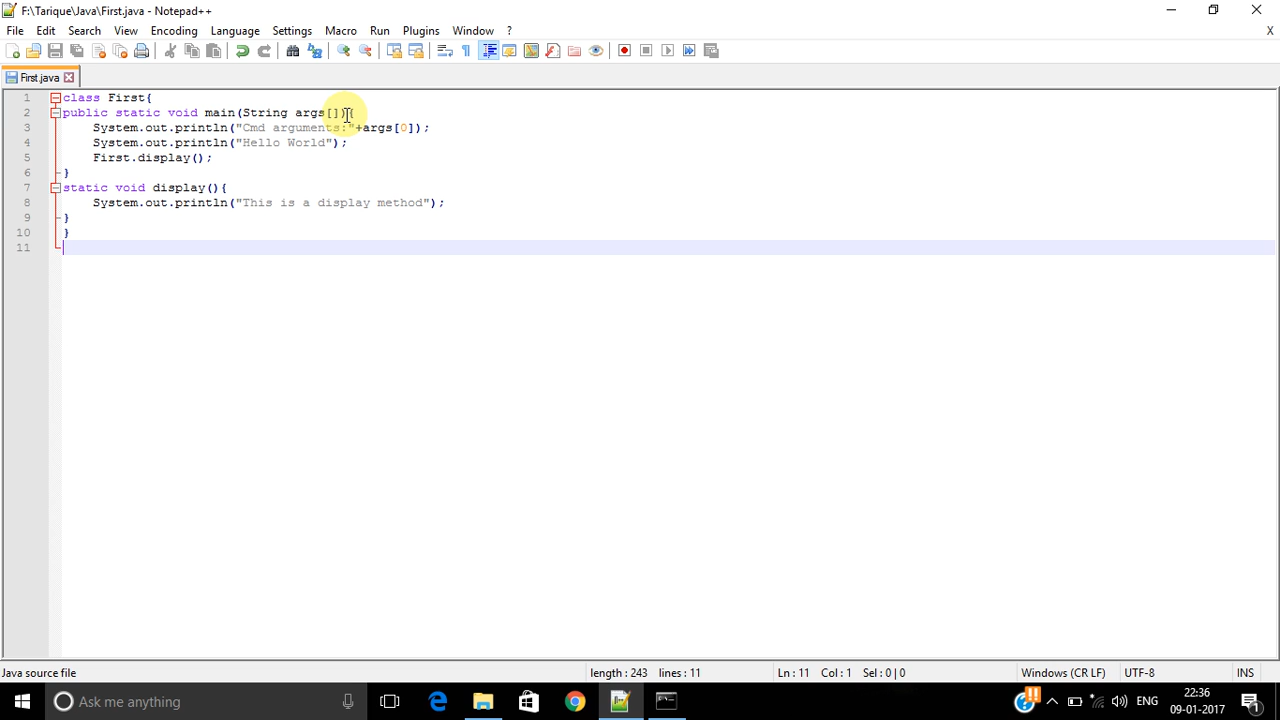 F:\Tarique\Java\First.java - Notepad++
File Edit Search View Encoding Language Settings Macro Run Plugins Window ? X
First.java
1 class First{
2 public static void main(String args[]){
3 System.out.println("Cmd arguments:"+args[0]);
4 System.out.println("Hello World");
5 First.display();
6 }
7 static void display(){
8 System.out.println("This is a display method");
9 }
10 }
11
Java source file length : 243 lines : 11 Ln : 11 Col : 1 Sel : 0 | 0 Windows (CR LF) UTF-8 INS
Ask me anything ENG 22:36
09-01-2017 1